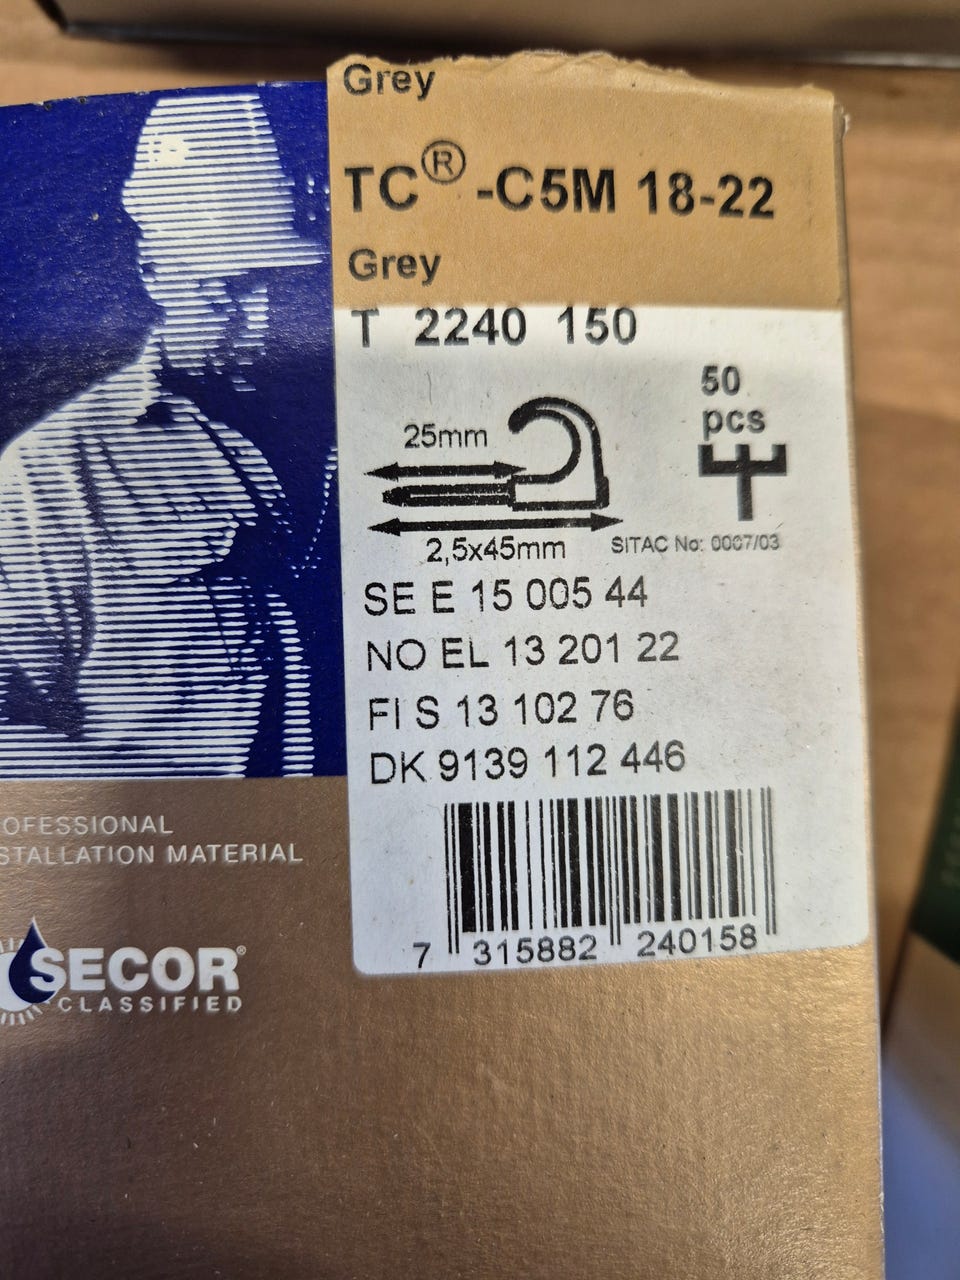 Grey
TC® -C5M 18-22
Grey
T 2240 150
50
pcs
25mm
2,5x45mm
SITAC No: 0007/03
SE E 15 005 44
NO EL 13 201 22
FI S 13 102 76
DK 9139 112 446
7 315882 240158
OFESSIONAL
STALLATION MATERIAL
SECOR®
CLASSIFIED